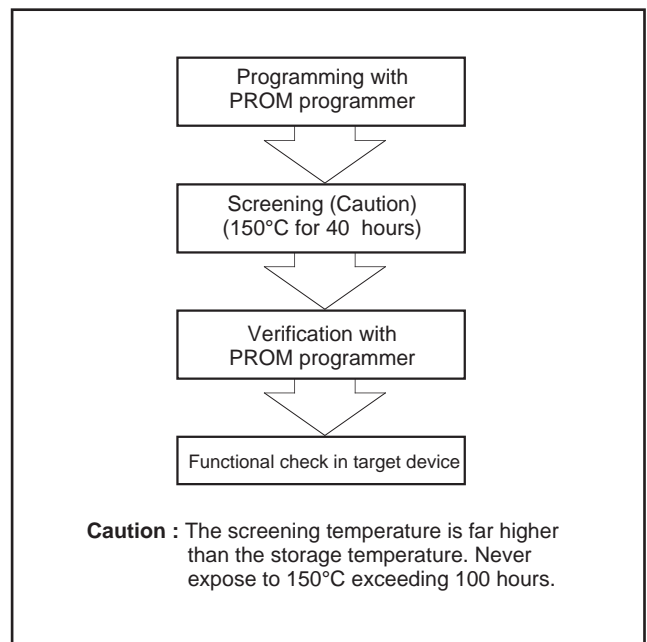 Programming with
PROM programmer
Screening (Caution)
(150°C for 40 hours)
Verification with
PROM programmer
Functional check in target device
Caution : The screening temperature is far higher
than the storage temperature. Never
expose to 150°C exceeding 100 hours.